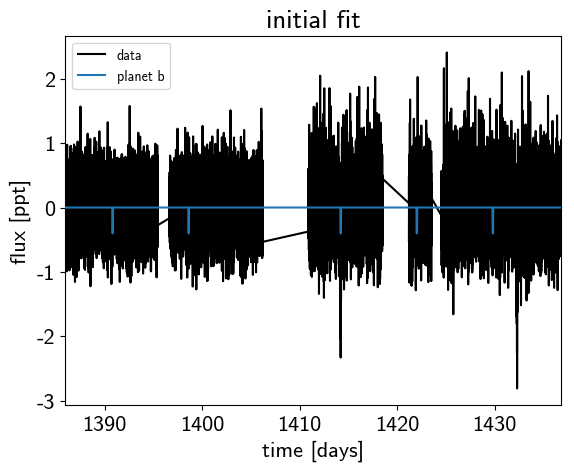 initial fit
data
planet b
2
1
0
-1
-2
-3
flux [ppt]
1390 1400 1410 1420 1430
time [days]